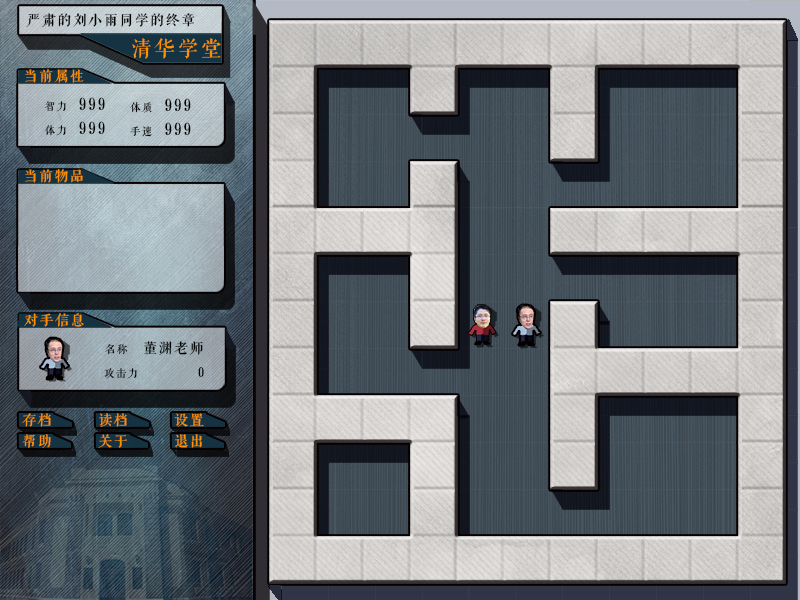 严肃的刘小雨同学的终章
清华学堂
当前属性
智力 999 体质 999
体力 999 手速 999
当前物品
对手信息
名称 董渊老师
攻击力 0
存档 读档 设置
帮助 关于 退出